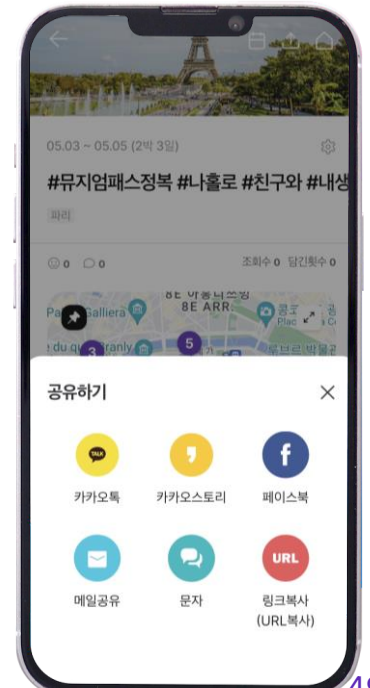 05.03 ~ 05.05 (2박 3일)
#뮤지엄패스정복 #나홀로 #친구와 #내생
파리
0 0 조회수 0 담긴횟수 0
8E ARR.
Galliera
3
5
공유하기
TALK
카카오톡
카카오스토리
f
페이스북
메일공유
문자
URL
링크복사
(URL복사)